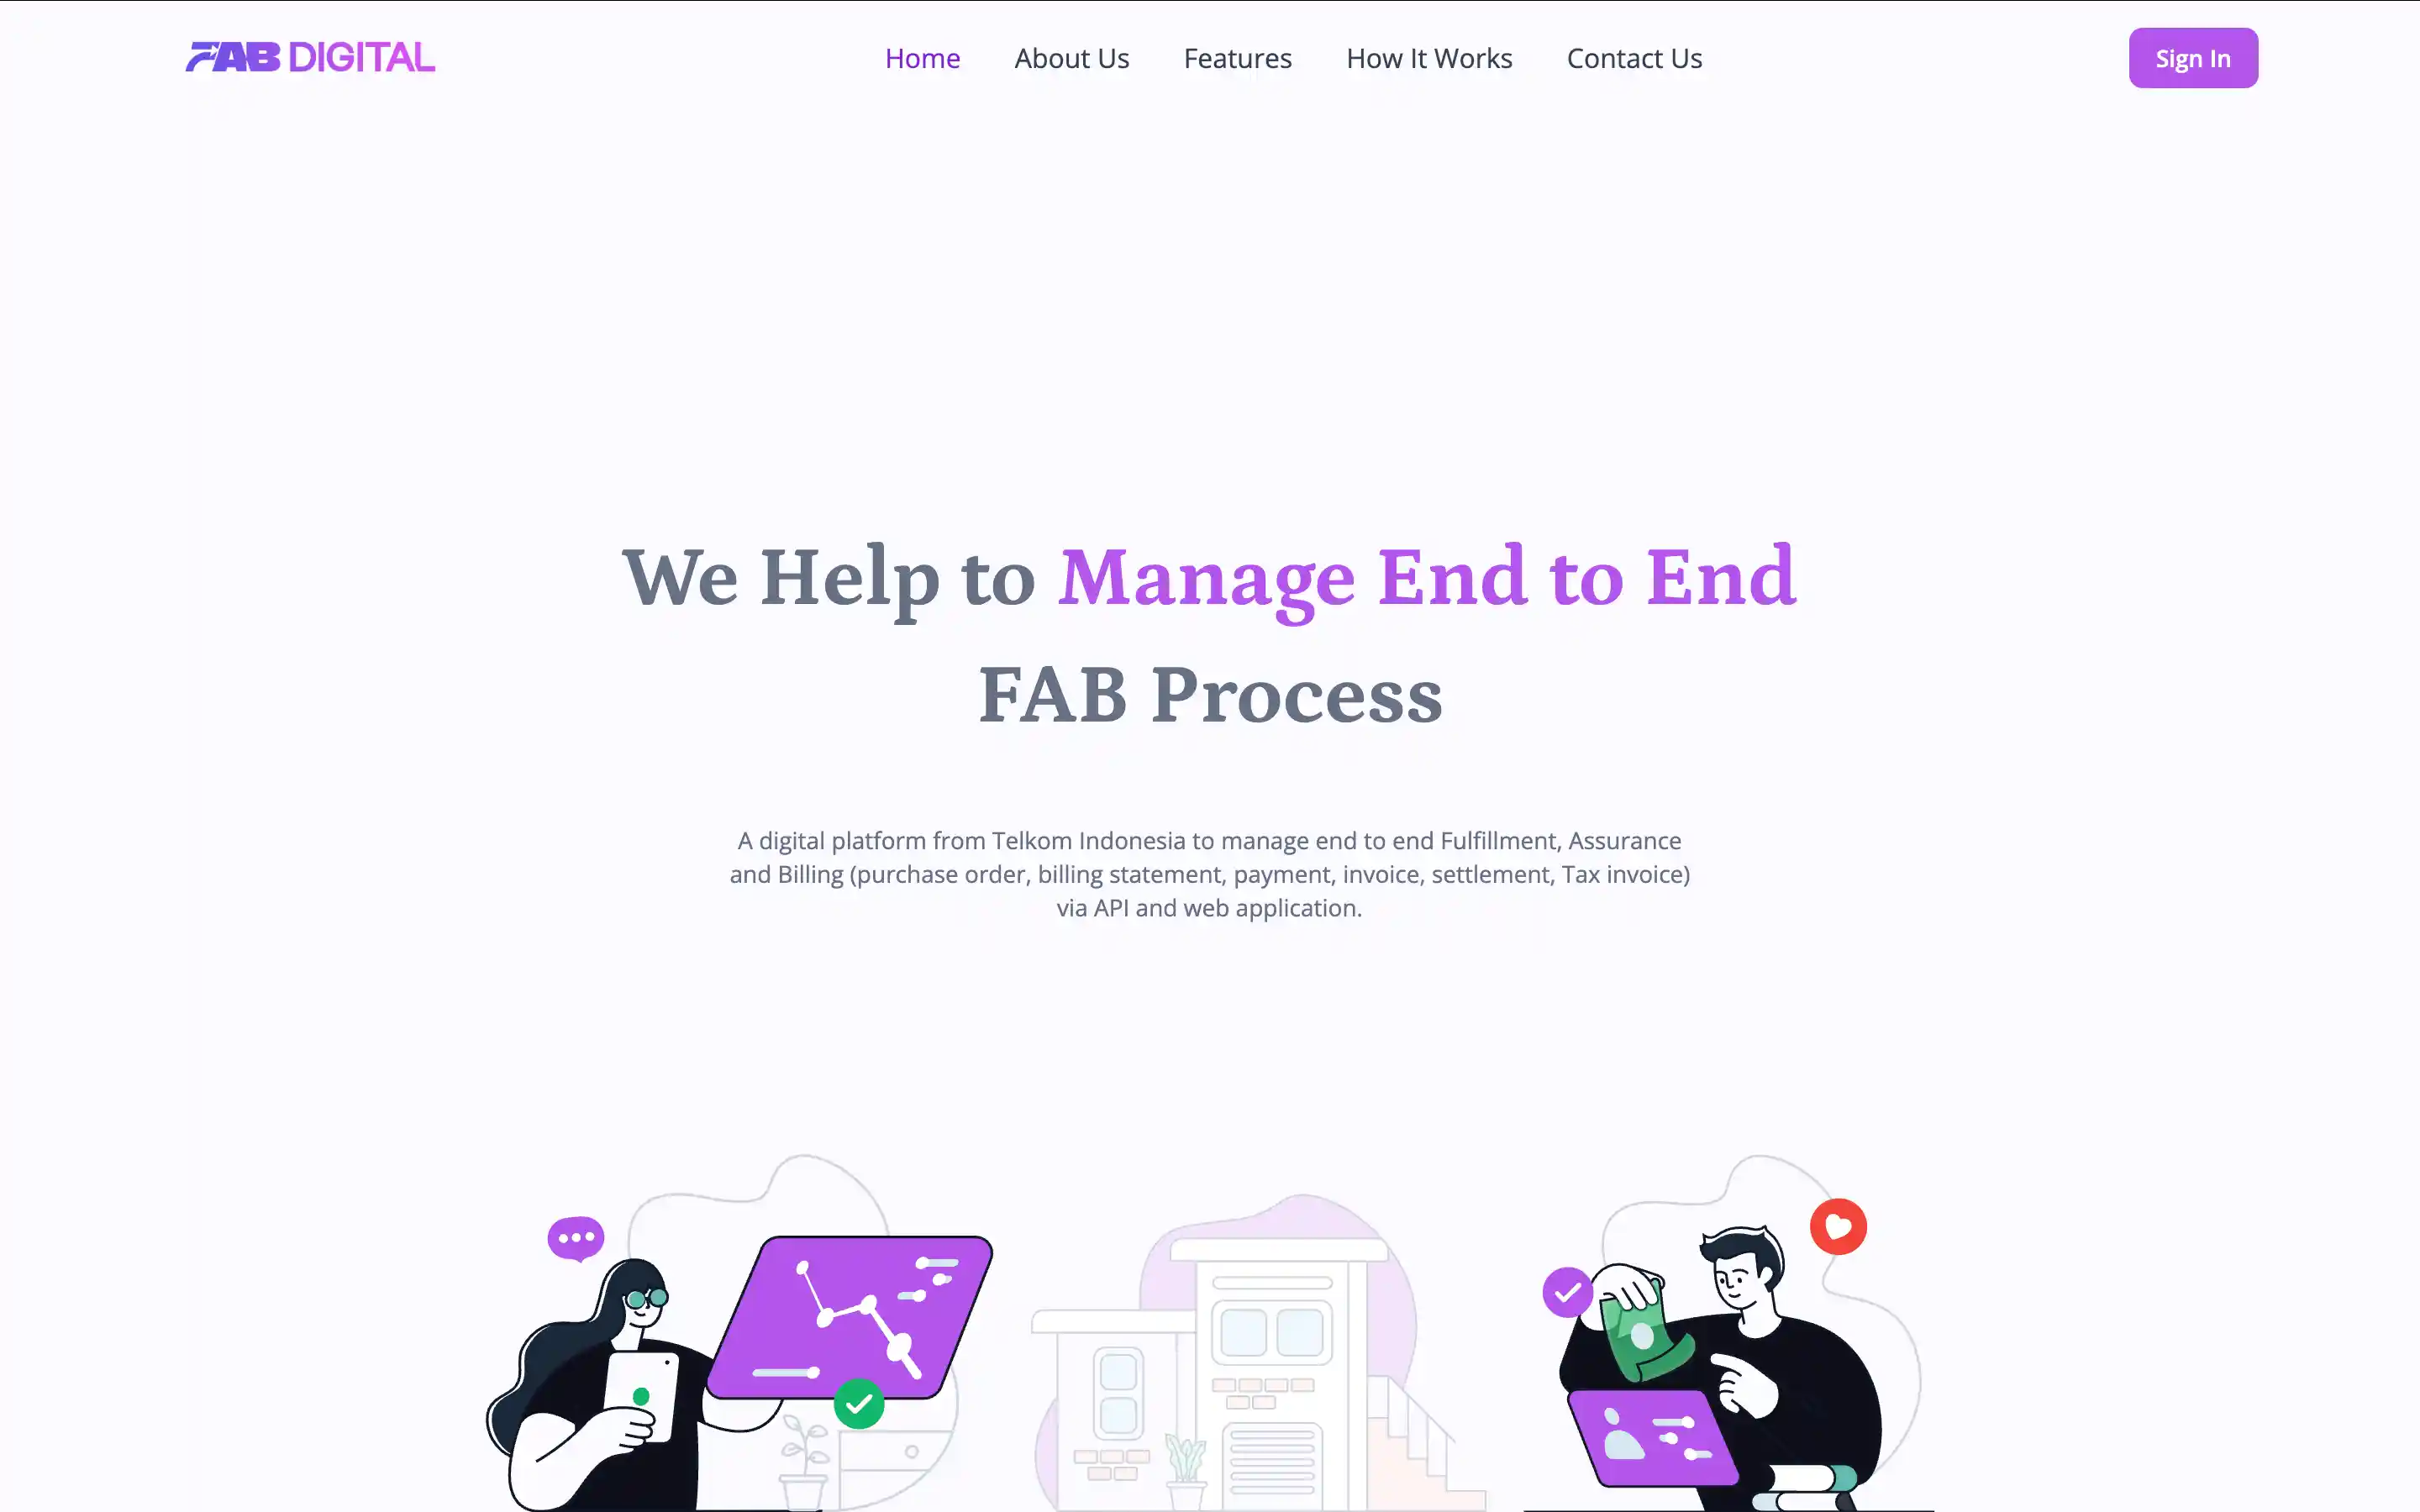 FAB DIGITAL
Home
About Us
Features
How It Works
Contact Us
Sign In
We Help to Manage End to End
FAB Process
A digital platform from Telkom Indonesia to manage end to end Fulfillment, Assurance
and Billing (purchase order, billing statement, payment, invoice, settlement, Tax invoice)
via API and web application.